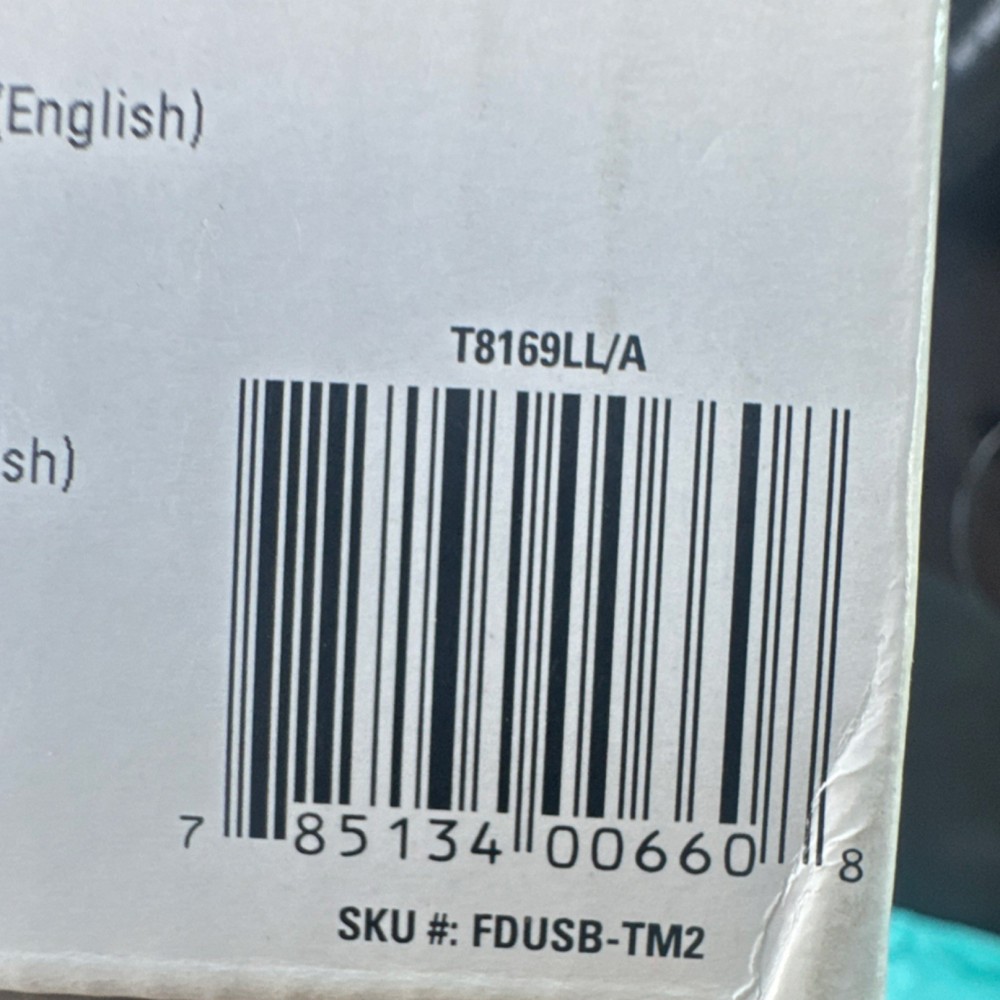 (English)
T8169LL/A
sh)
7 85134 00660 8
SKU #: FDUSB-TM2